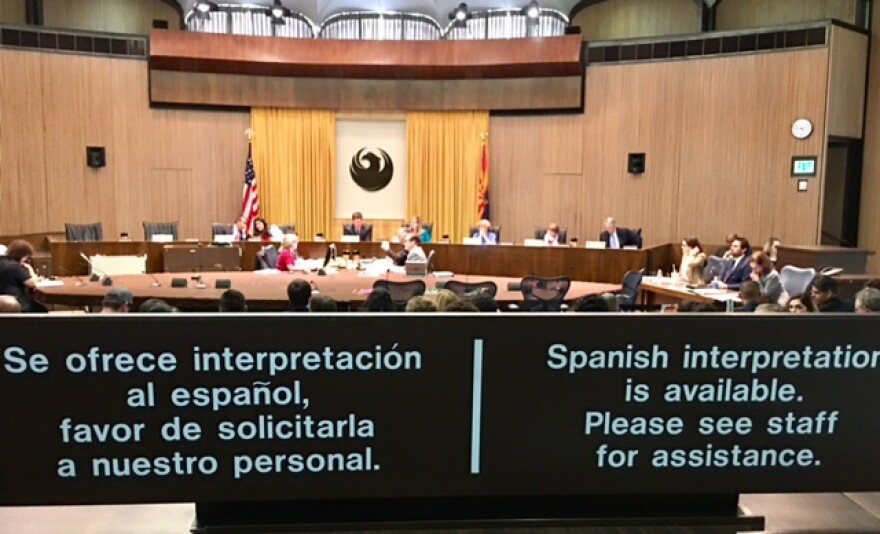 Se ofrece interpretación
al español,
favor de solicitarla
a nuestro personal.
Spanish interpretation
is available.
Please see staff
for assistance.